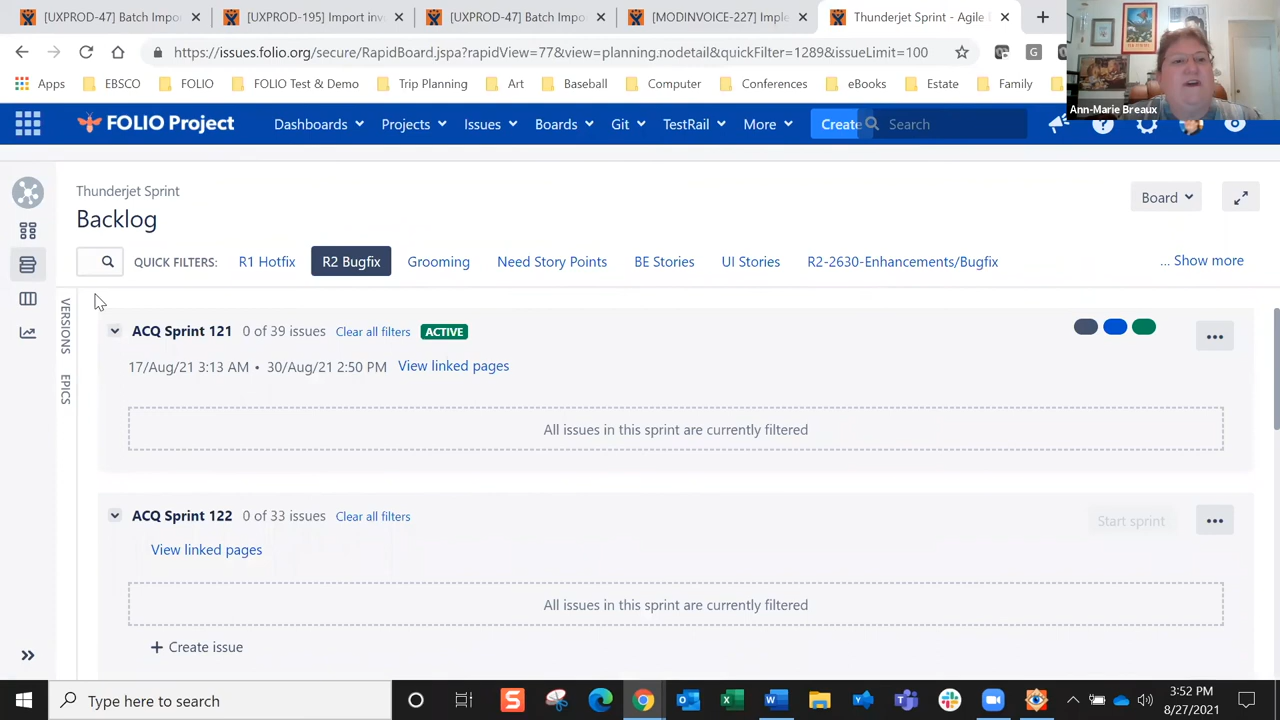 [UXPROD-47] Batch Impor
[UXPROD-195] Import inv
[UXPROD-47] Batch Impo
[MODINVOICE-227] Imple
Thunderjet Sprint - Agile
https://issues.folio.org/secure/RapidBoard.jspa?rapidView=77&view=planning.nodetail&quickFilter=1289&issueLimit=100
G
Apps EBSCO FOLIO FOLIO Test & Demo Trip Planning Art Baseball Computer Conferences eBooks Estate Family
Ann-Marie Breaux
FOLIO Project Dashboards Projects Issues Boards Git TestRail More Create Search
Thunderjet Sprint
Backlog
Board
QUICK FILTERS: R1 Hotfix R2 Bugfix Grooming Need Story Points BE Stories UI Stories R2-2630-Enhancements/Bugfix ... Show more
VERSIONS
EPICS
ACQ Sprint 121 0 of 39 issues Clear all filters ACTIVE
17/Aug/21 3:13 AM • 30/Aug/21 2:50 PM View linked pages
All issues in this sprint are currently filtered
ACQ Sprint 122 0 of 33 issues Clear all filters Start sprint
View linked pages
All issues in this sprint are currently filtered
+ Create issue
Type here to search
3:52 PM
8/27/2021